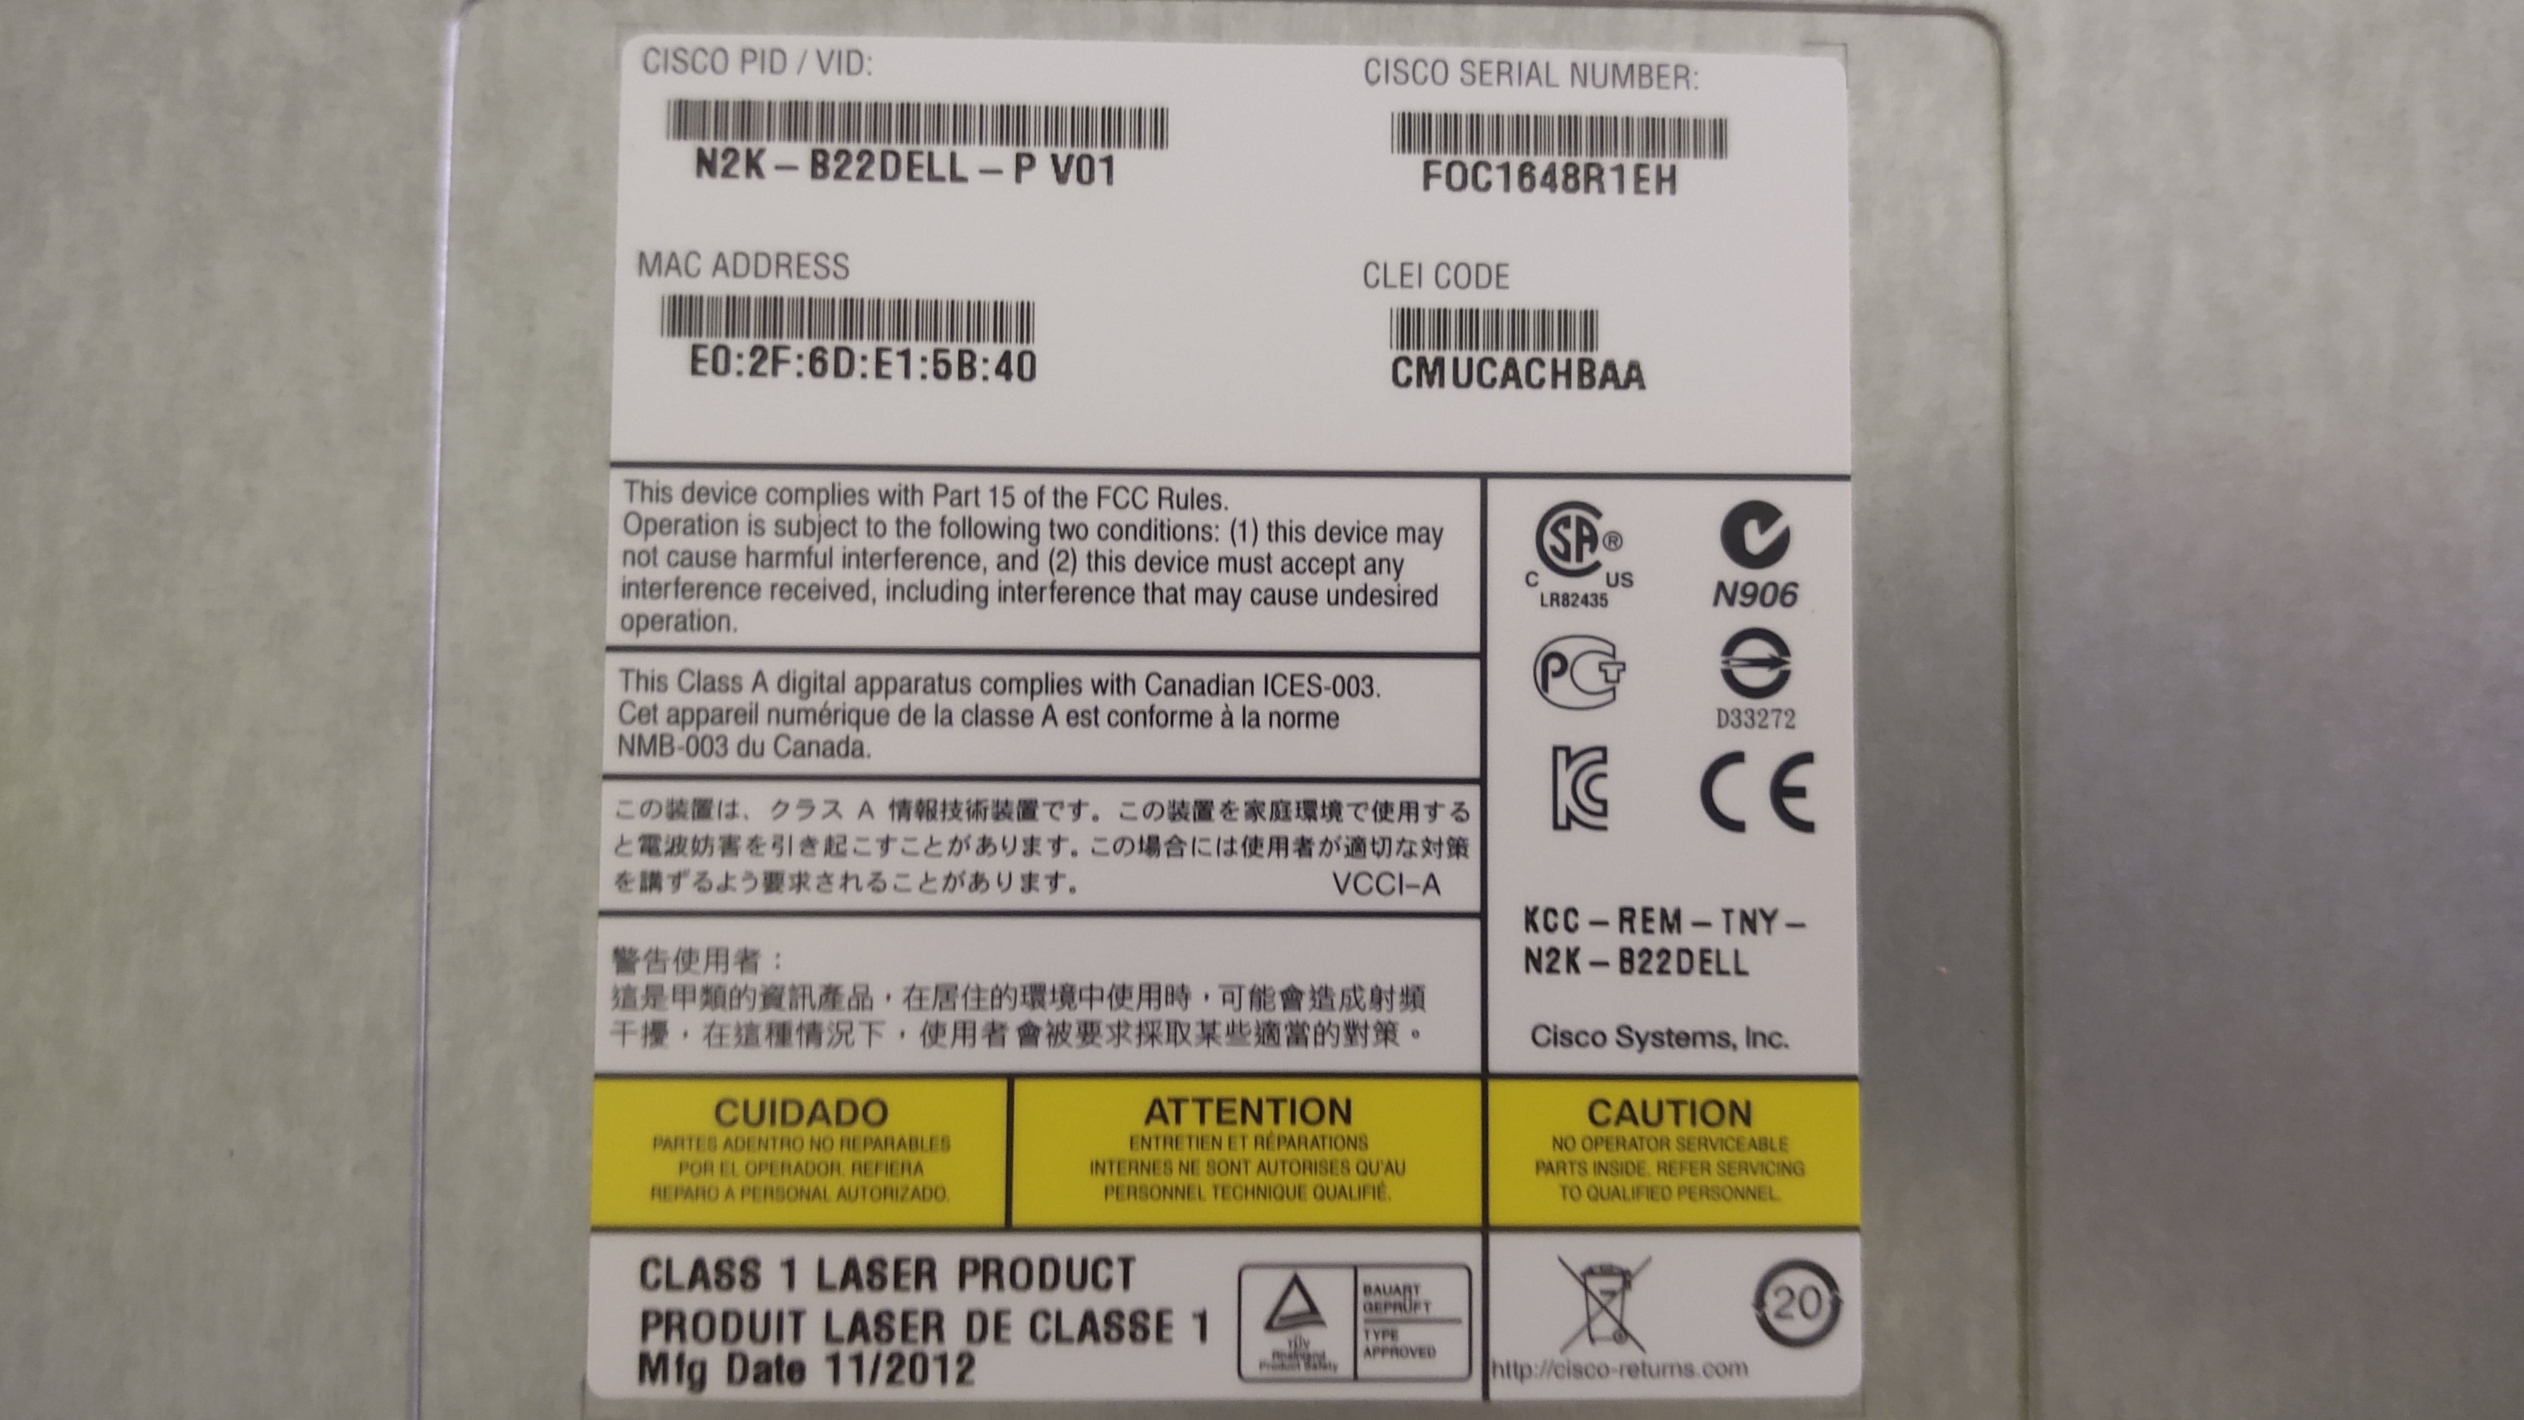 CISCO PID / VID:
N2K-B22DELL-P V01
CISCO SERIAL NUMBER:
FOC1648R1EH
MAC ADDRESS
E0:2F:6D:E1:5B:40
CLEI CODE
CMUCACHBAA
This device complies with Part 15 of the FCC Rules.
Operation is subject to the following two conditions: (1) this device may
not cause harmful interference, and (2) this device must accept any
interference received, including interference that may cause undesired
operation.
This Class A digital apparatus complies with Canadian ICES-003.
Cet appareil numérique de la classe A est conforme à la norme
NMB-003 du Canada.
この装置は、クラス A 情報技術装置です。この装置を家庭環境で使用する
と電波妨害を引き起こすことがあります。この場合には使用者が適切な対策
を講ずるよう要求されることがあります。 VCCI-A
警告使用者：
這是甲類的資訊產品，在居住的環境中使用時，可能會造成射頻
干擾，在這種情況下，使用者會被要求採取某些適當的對策。
SA ®
C US
LR82435
N906
PCT
D33272
KC
CE
KCC-REM-TNY-
N2K-B22DELL
Cisco Systems, Inc.
CUIDADO
PARTES ADENTRO NO REPARABLES
POR EL OPERADOR. REFIERA
REPARO A PERSONAL AUTORIZADO.
ATTENTION
ENTRETIEN ET RÉPARATIONS
INTERNES NE SONT AUTORISES QU'AU
PERSONNEL TECHNIQUE QUALIFIÉ.
CAUTION
NO OPERATOR SERVICEABLE
PARTS INSIDE. REFER SERVICING
TO QUALIFIED PERSONNEL.
CLASS 1 LASER PRODUCT
PRODUIT LASER DE CLASSE 1
Mfg Date 11/2012
TÜV
Rheinland
Product Safety
BAUART
GEPRÜFT
TYPE
APPROVED
20
http://cisco-returns.com